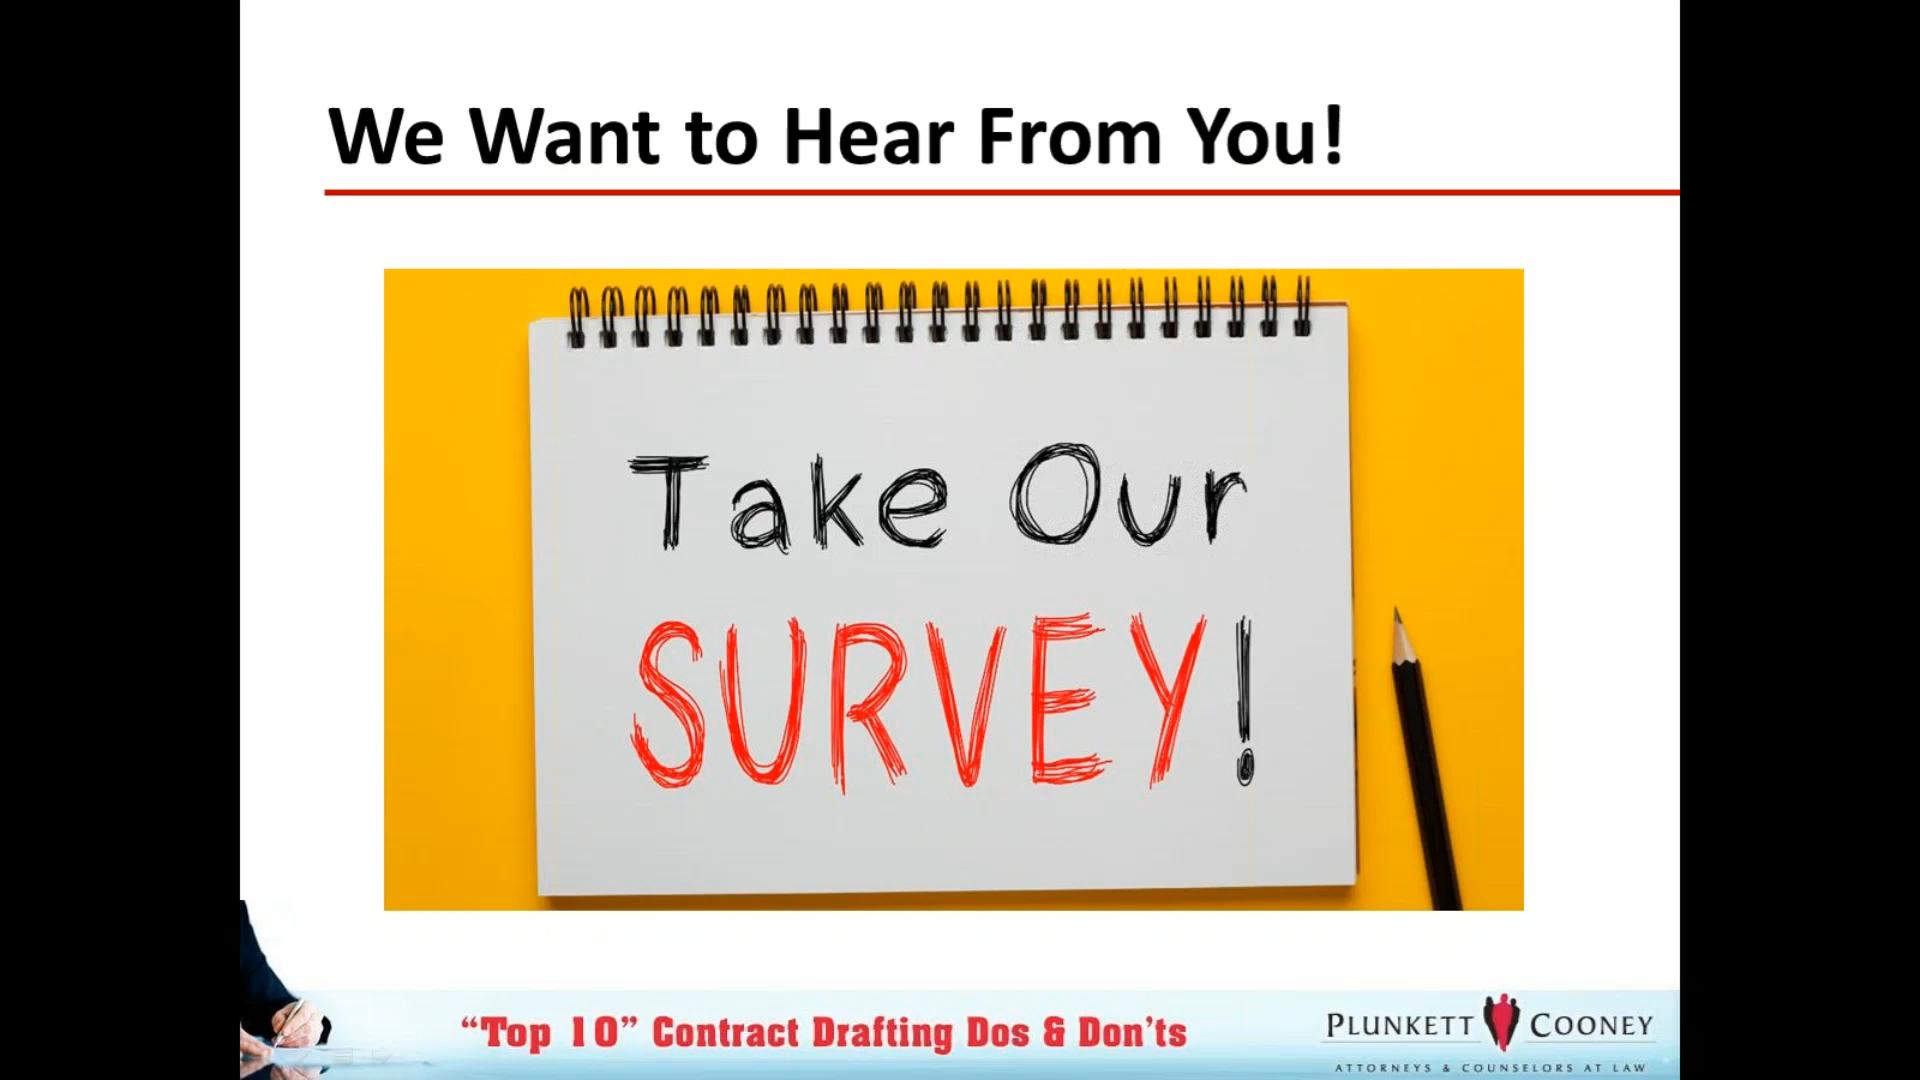 We Want to Hear From You!
Take Our
SURVEY!
“Top 10” Contract Drafting Dos & Don’ts
PLUNKETT COONEY
ATTORNEYS & COUNSELORS AT LAW